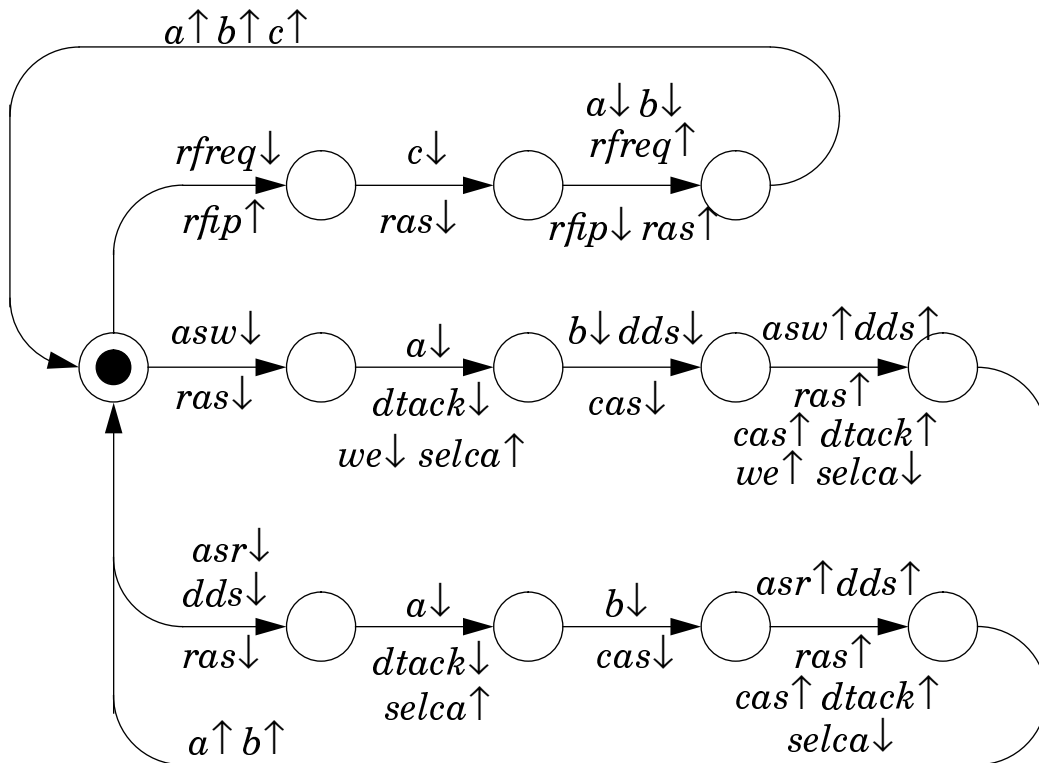 a↑ b↑ c↑
a↓ b↓
rfreq↓ c↓ rfreq↑
rfip↑ ras↓ rfip↓ ras↑
asw↓ a↓ b↓ dds↓ asw↑ dds↑
ras↓ dtack↓ cas↓ ras↑
we↓ selca↑ cas↑ dtack↑
we↑ selca↓
asr↓
dds↓ a↓ b↓ asr↑ dds↑
ras↓ dtack↓ cas↓ ras↑
selca↑ cas↑ dtack↑
a↑ b↑ selca↓